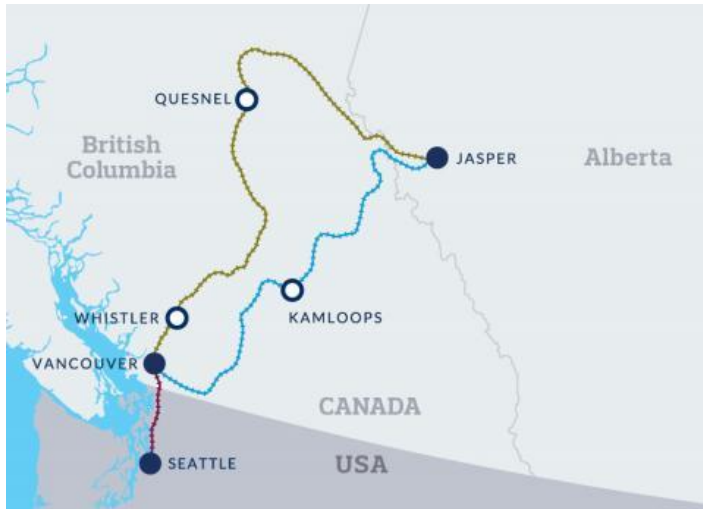 QUESNEL
British
Columbia
JASPER
Alberta
WHISTLER
KAMLOOPS
VANCOUVER
CANADA
SEATTLE
USA